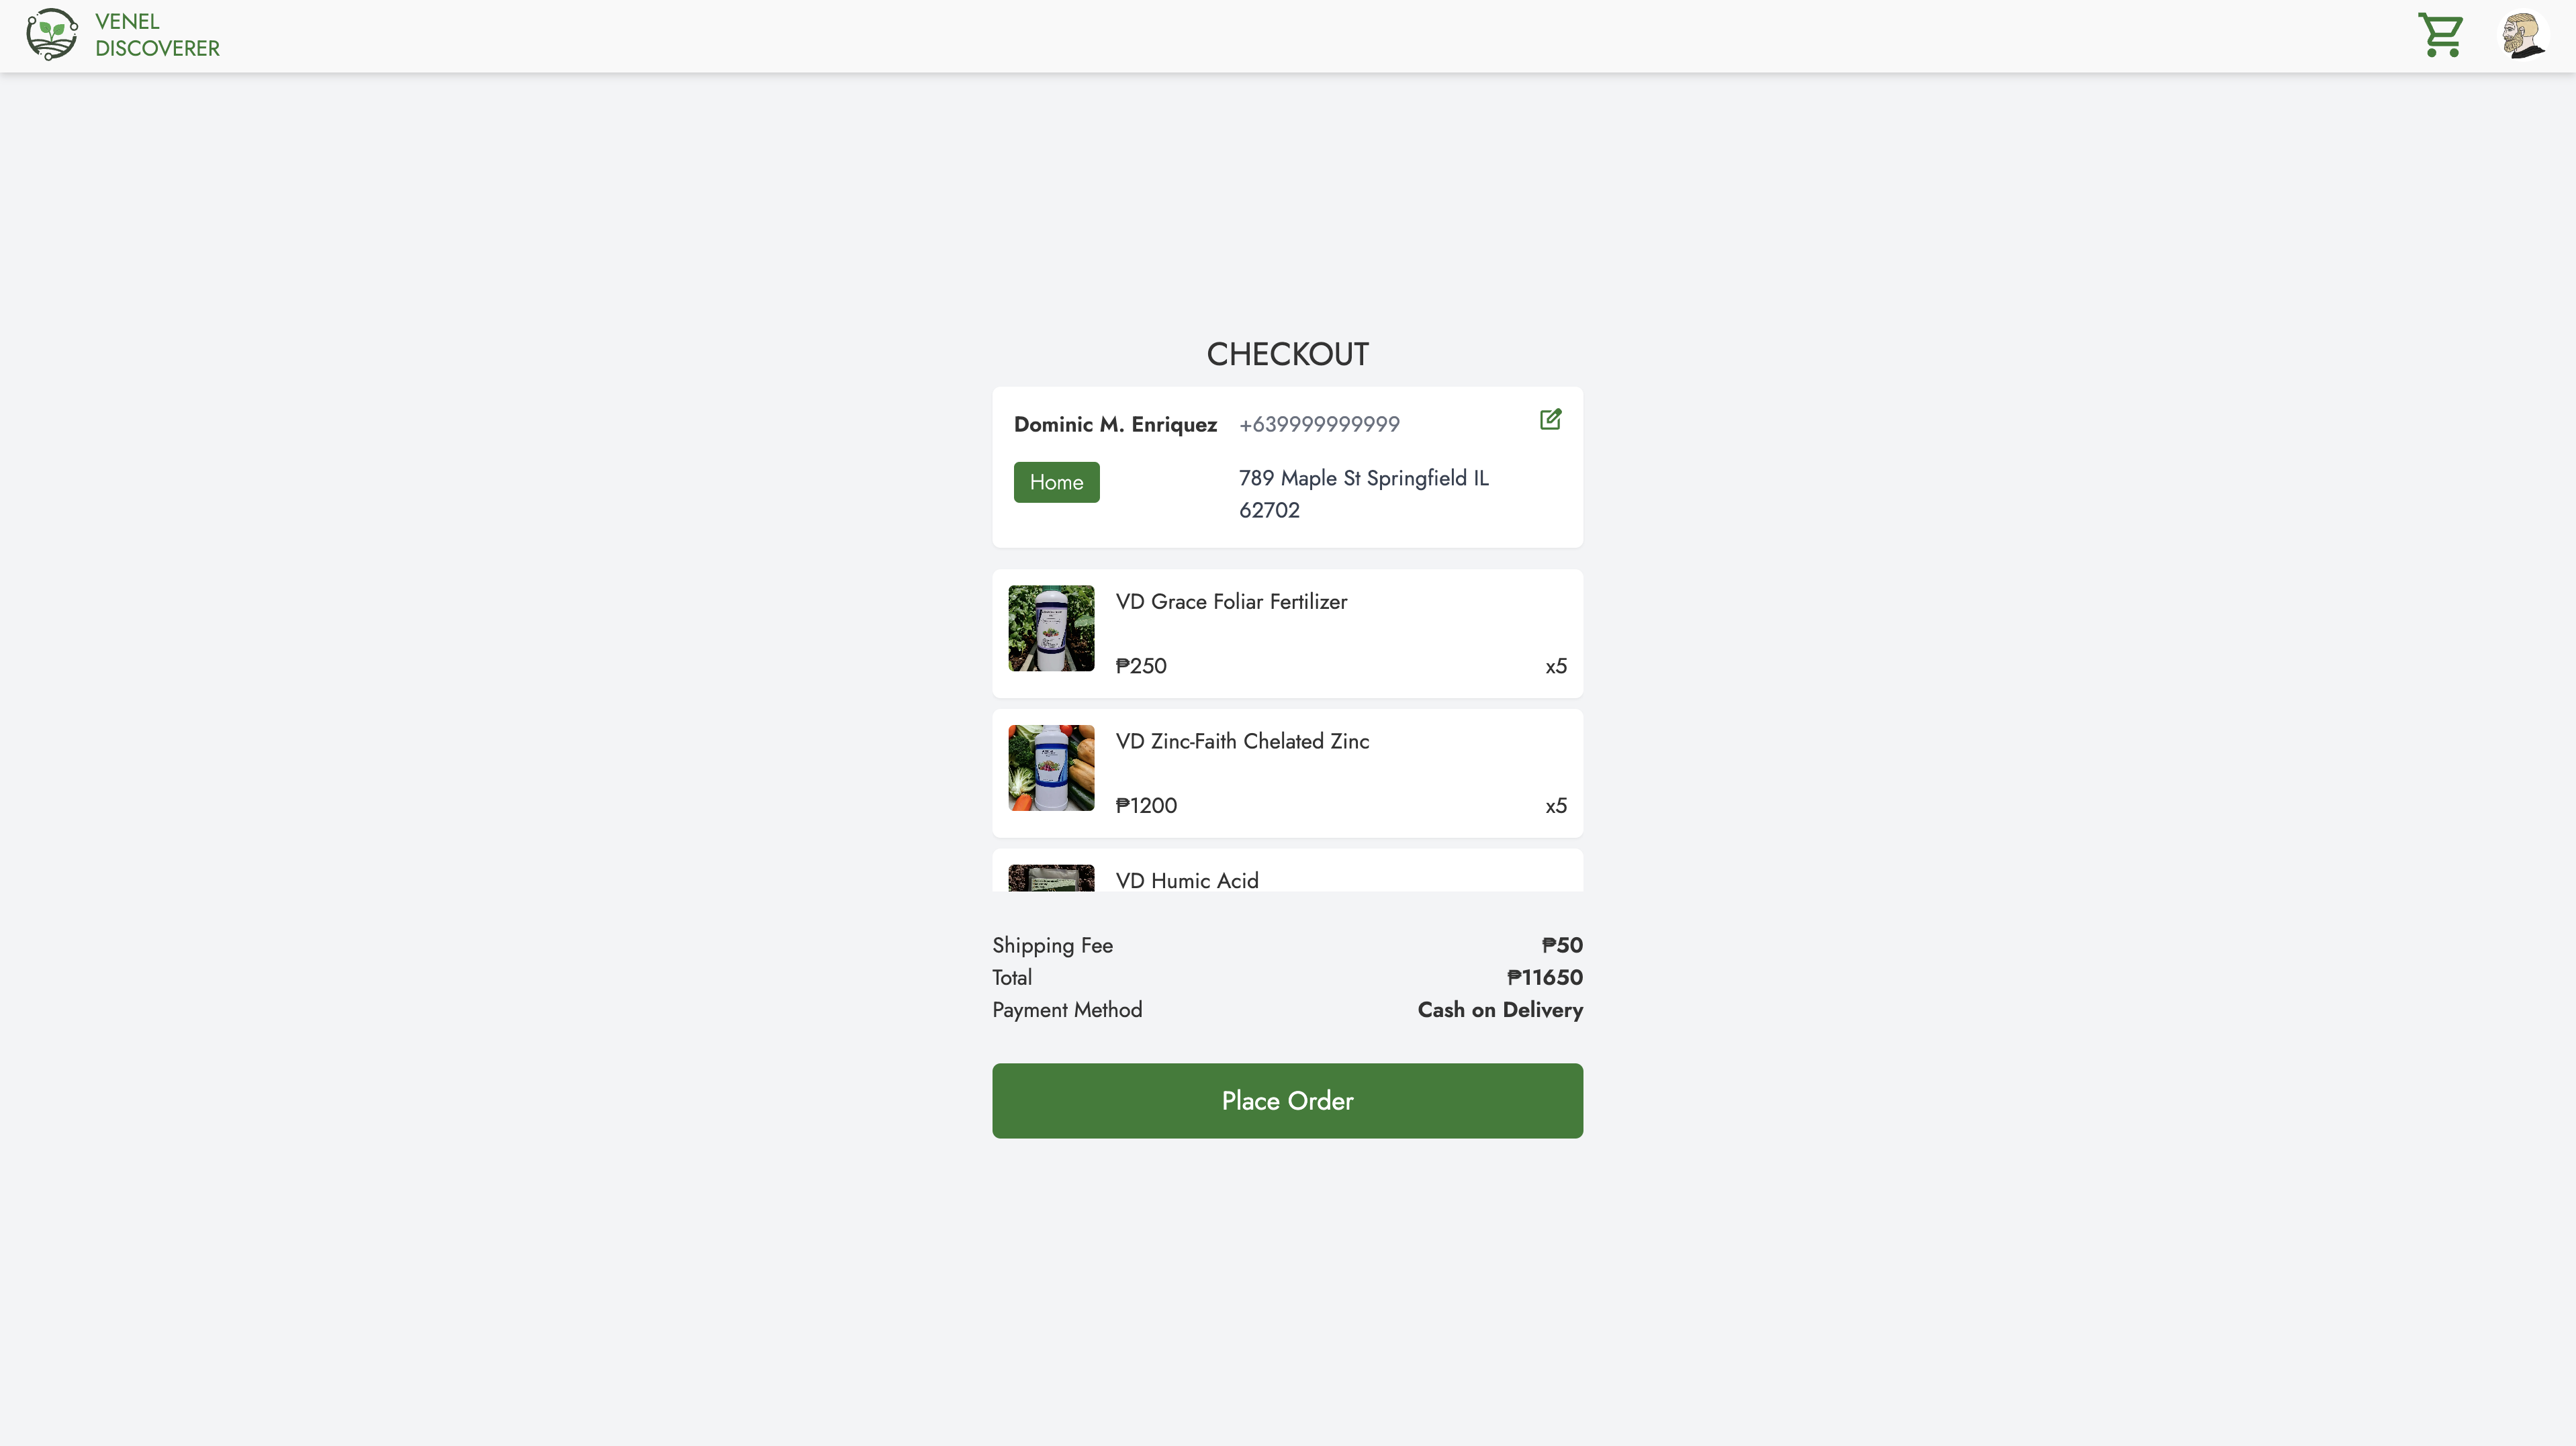 VENEL
DISCOVERER
CHECKOUT
Dominic M. Enriquez +639999999999
Home 789 Maple St Springfield IL
62702
VD Grace Foliar Fertilizer
₱250 x5
VD Zinc-Faith Chelated Zinc
₱1200 x5
VD Humic Acid
Shipping Fee ₱50
Total ₱11650
Payment Method Cash on Delivery
Place Order